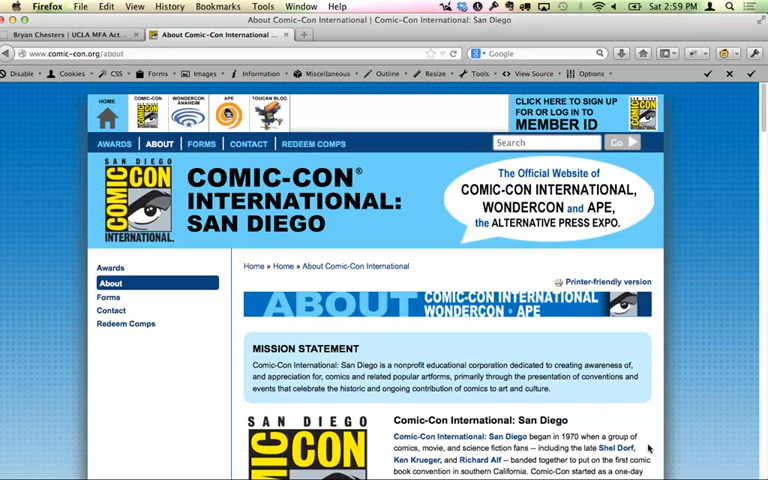 Firefox File Edit View History Bookmarks Tools Window Help Sat 2:59 PM
About Comic-Con International | Comic-Con International: San Diego
Bryan Chesters | UCLA MFA Act... About Comic-Con International ...
www.comic-con.org/about Google
Disable Cookies CSS Forms Images Information Miscellaneous Outline Resize Tools View Source Options
HOME COMIC-CON WONDERCON ANAHEIM APE TOUCAN BLOG
CLICK HERE TO SIGN UP
FOR OR LOG IN TO
MEMBER ID
AWARDS ABOUT FORMS CONTACT REDEEM COMPS Search Go
SAN DIEGO
COMIC CON
INTERNATIONAL.
COMIC-CON®
INTERNATIONAL:
SAN DIEGO
The Official Website of
COMIC-CON INTERNATIONAL,
WONDERCON and APE,
the ALTERNATIVE PRESS EXPO.
Awards
About
Forms
Contact
Redeem Comps
Home » Home » About Comic-Con International
Printer-friendly version
ABOUT COMIC-CON INTERNATIONAL
WONDERCON • APE
MISSION STATEMENT
Comic-Con International: San Diego is a nonprofit educational corporation dedicated to creating awareness of,
and appreciation for, comics and related popular artforms, primarily through the presentation of conventions and
events that celebrate the historic and ongoing contribution of comics to art and culture.
SAN DIEGO
COMIC CON
Comic-Con International: San Diego
Comic-Con International: San Diego began in 1970 when a group of
comics, movie, and science fiction fans -- including the late Shel Dorf,
Ken Krueger, and Richard Alf -- banded together to put on the first comic
book convention in southern California. Comic-Con started as a one-day